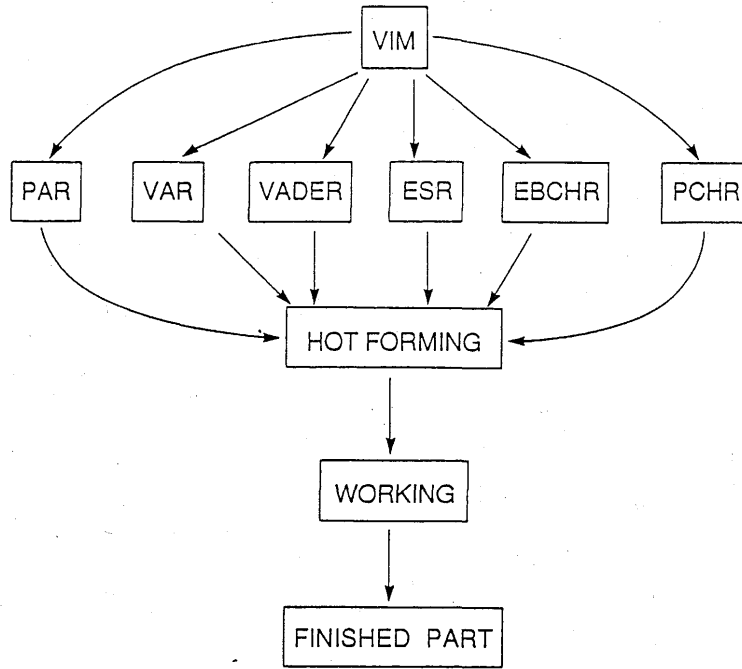 VIM
PAR VAR VADER ESR EBCHR PCHR
HOT FORMING
WORKING
FINISHED PART